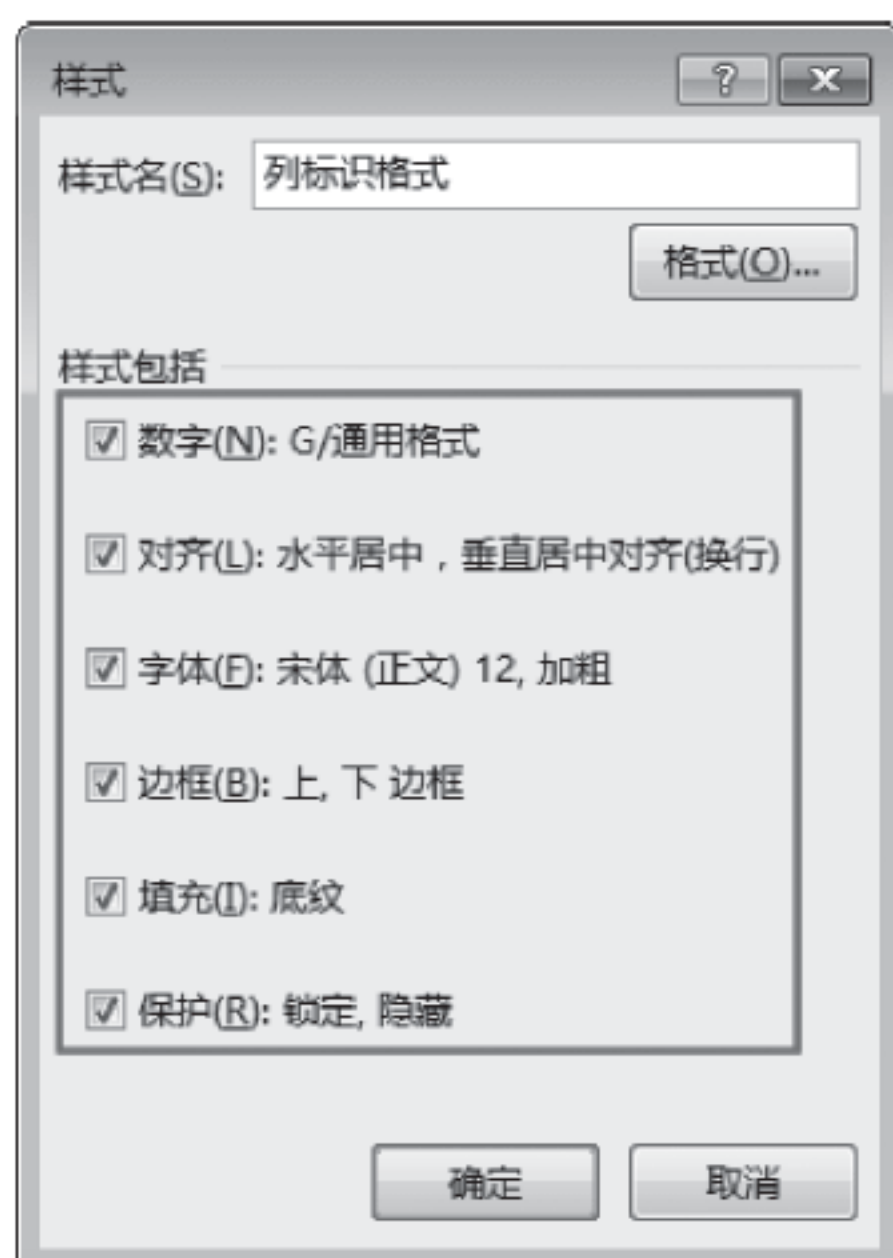 样式
样式名(S): 列标识格式
格式(O)...
样式包括
数字(N): G/通用格式
对齐(L): 水平居中，垂直居中对齐(换行)
字体(F): 宋体 (正文) 12, 加粗
边框(B): 上, 下 边框
填充(I): 底纹
保护(R): 锁定, 隐藏
确定 取消